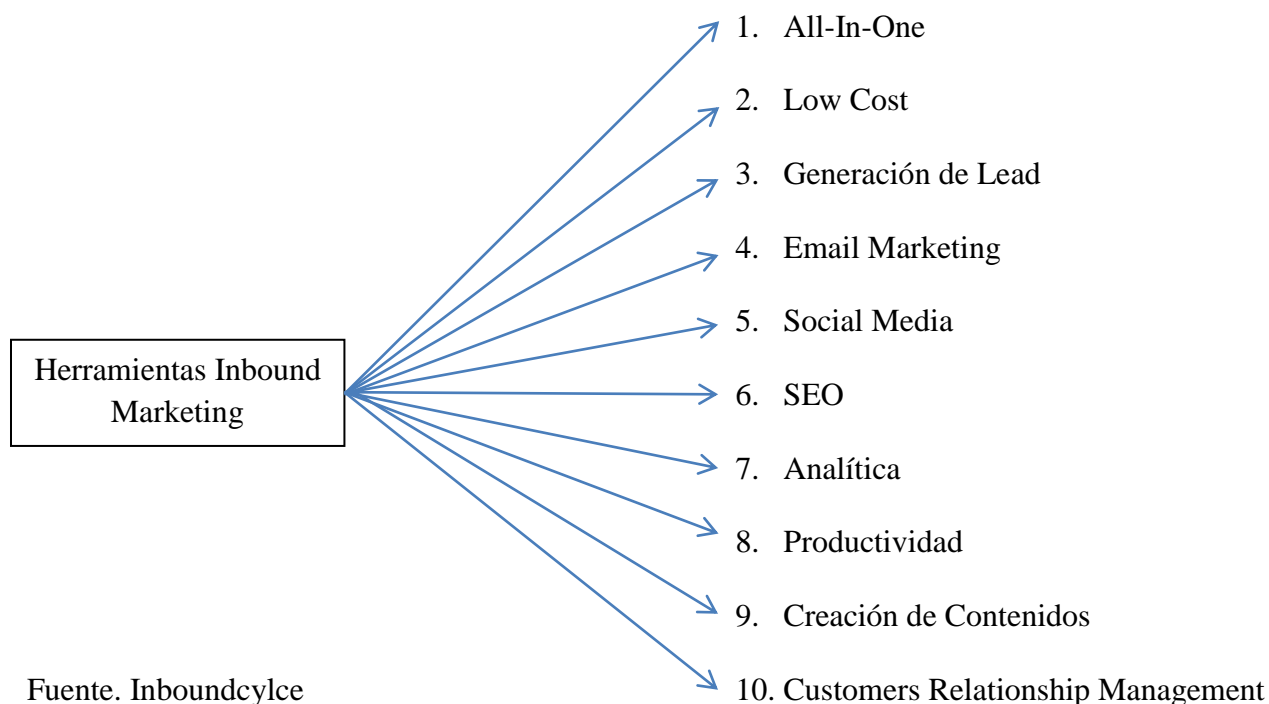 1. All-In-One
2. Low Cost
3. Generación de Lead
4. Email Marketing
5. Social Media
Herramientas Inbound
Marketing
6. SEO
7. Analítica
8. Productividad
9. Creación de Contenidos
10. Customers Relationship Management
Fuente. Inboundcylce